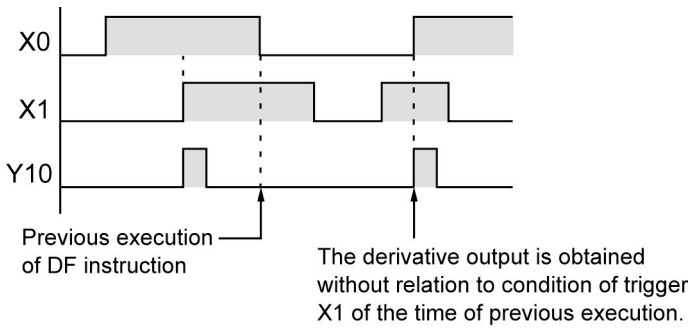 X0
X1
Y10
Previous execution
of DF instruction
The derivative output is obtained
without relation to condition of trigger
X1 of the time of previous execution.